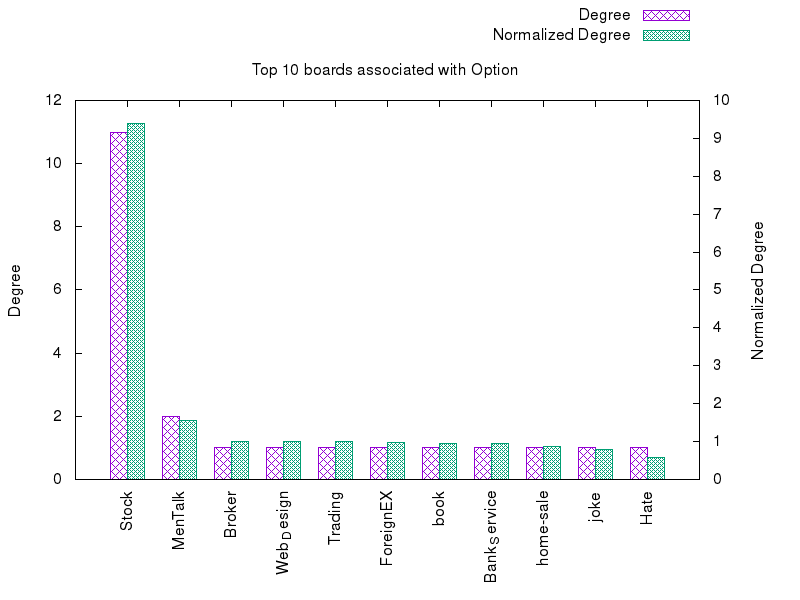 Degree
Normalized Degree
Top 10 boards associated with Option
12
10
8
6
4
2
0
10
9
8
7
6
5
4
3
2
1
0
Degree
Normalized Degree
Stock
MenTalk
Broker
WebDesign
Trading
ForeignEX
book
BankService
home-sale
joke
Hate